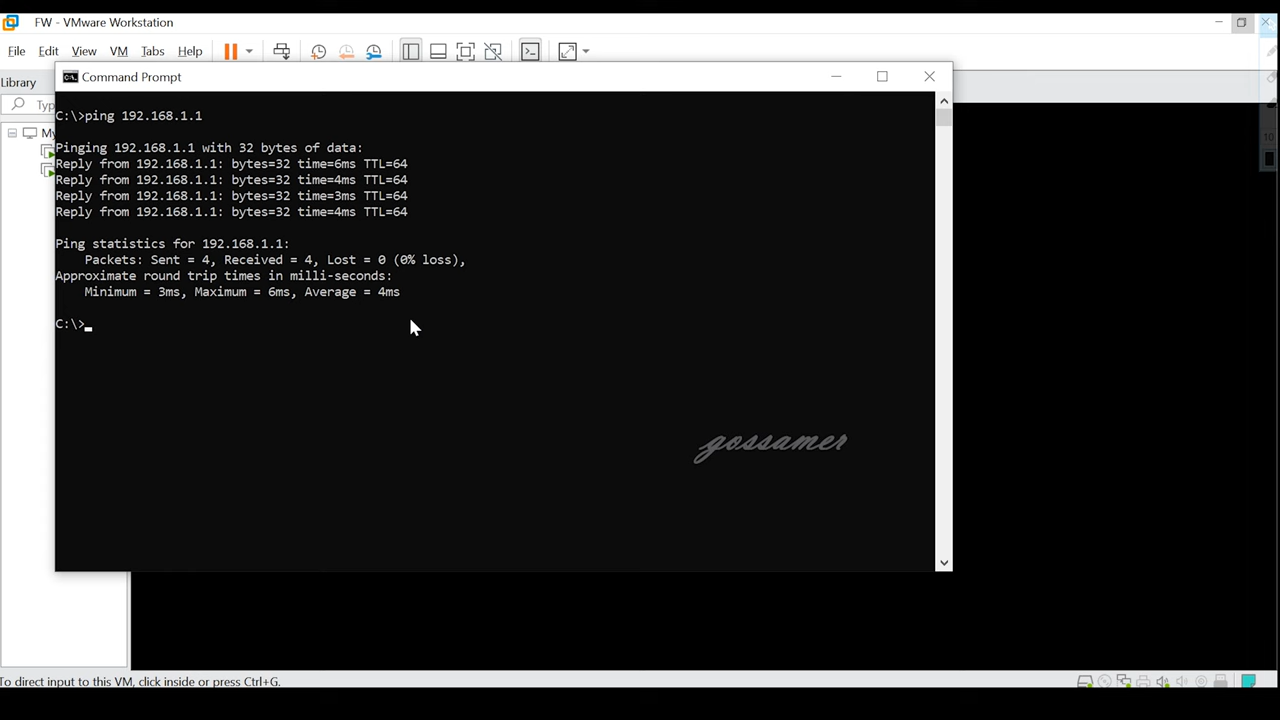 FW - VMware Workstation
File Edit View VM Tabs Help
Library
Typ
My
Command Prompt
C:\>ping 192.168.1.1
Pinging 192.168.1.1 with 32 bytes of data:
Reply from 192.168.1.1: bytes=32 time=6ms TTL=64
Reply from 192.168.1.1: bytes=32 time=4ms TTL=64
Reply from 192.168.1.1: bytes=32 time=3ms TTL=64
Reply from 192.168.1.1: bytes=32 time=4ms TTL=64
Ping statistics for 192.168.1.1:
Packets: Sent = 4, Received = 4, Lost = 0 (0% loss),
Approximate round trip times in milli-seconds:
Minimum = 3ms, Maximum = 6ms, Average = 4ms
C:\>_
gossamer
10
To direct input to this VM, click inside or press Ctrl+G.